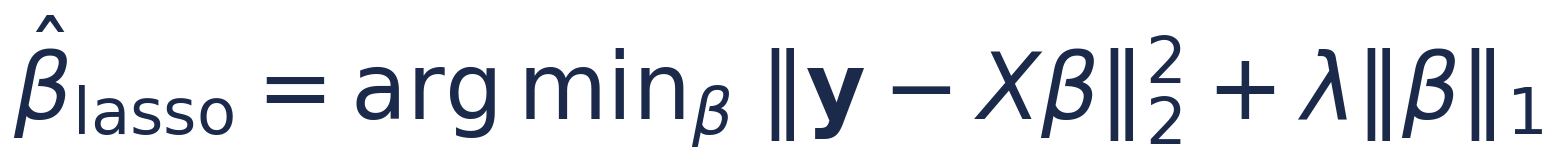 β̂_lasso = arg min_β ‖𝐲 − Xβ‖₂² + λ‖β‖₁